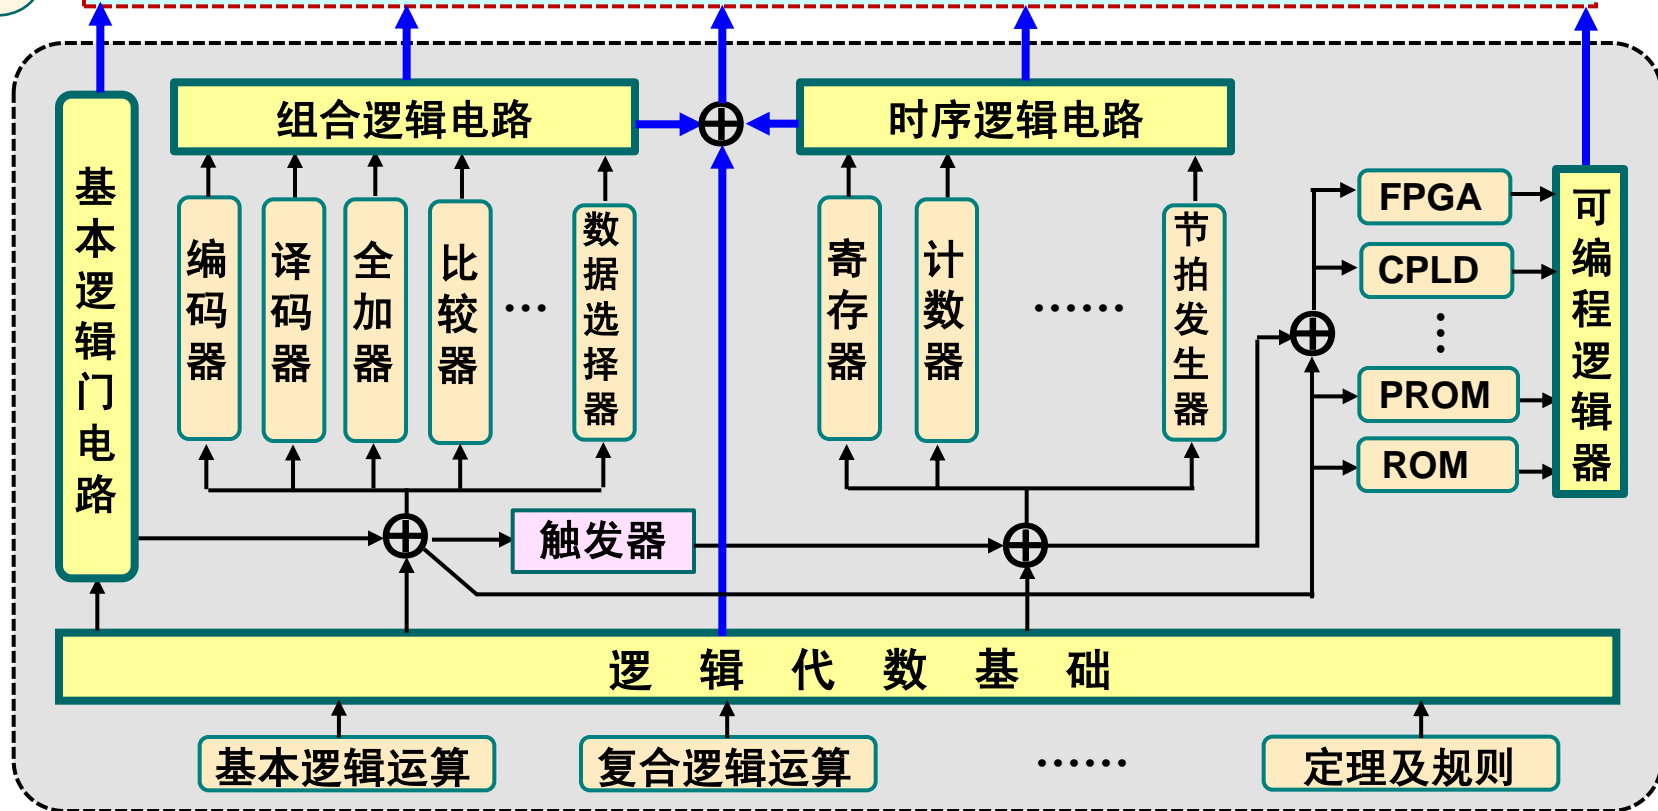 组合逻辑电路
时序逻辑电路
基本逻辑门电路
编码器
译码器
全加器
比较器
…
数据选择器
寄存器
计数器
……
节拍发生器
FPGA
CPLD
⋮
PROM
ROM
可编程逻辑器
触发器
逻辑代数基础
基本逻辑运算
复合逻辑运算
……
定理及规则